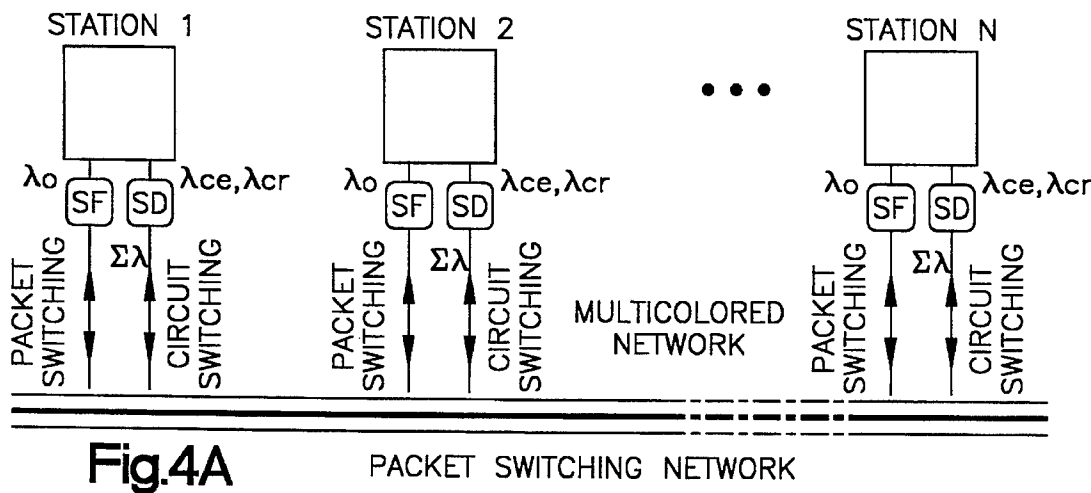 STATION 1
STATION 2
STATION N
λo
SF
SD
λce,λcr
λo
SF
SD
λce,λcr
λo
SF
SD
λce,λcr
PACKET
SWITCHING
Σλ
CIRCUIT
SWITCHING
PACKET
SWITCHING
Σλ
CIRCUIT
SWITCHING
MULTICOLORED
NETWORK
PACKET
SWITCHING
Σλ
CIRCUIT
SWITCHING
Fig.4A
PACKET SWITCHING NETWORK